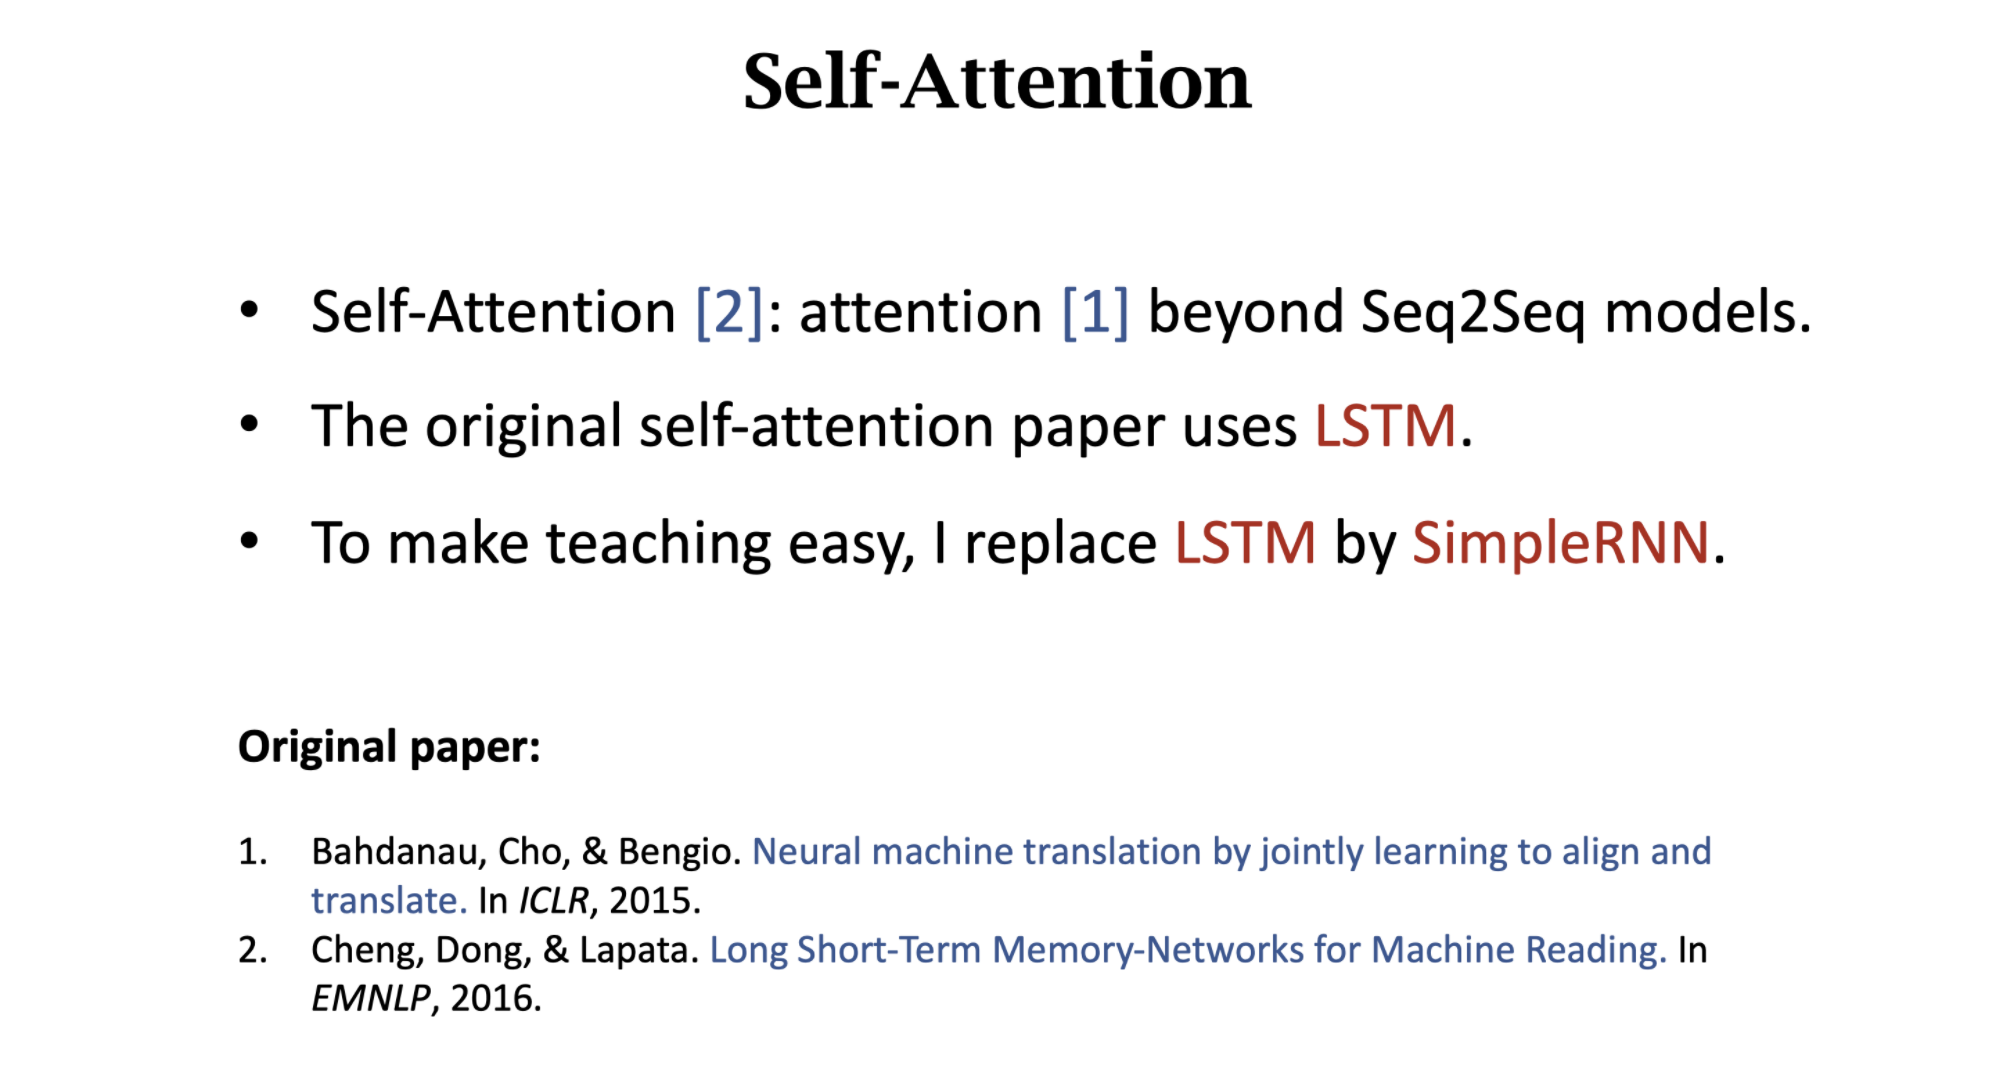 Self-Attention
• Self-Attention [2]: attention [1] beyond Seq2Seq models.
• The original self-attention paper uses LSTM.
• To make teaching easy, I replace LSTM by SimpleRNN.
Original paper:
1. Bahdanau, Cho, & Bengio. Neural machine translation by jointly learning to align and
translate. In ICLR, 2015.
2. Cheng, Dong, & Lapata. Long Short-Term Memory-Networks for Machine Reading. In
EMNLP, 2016.